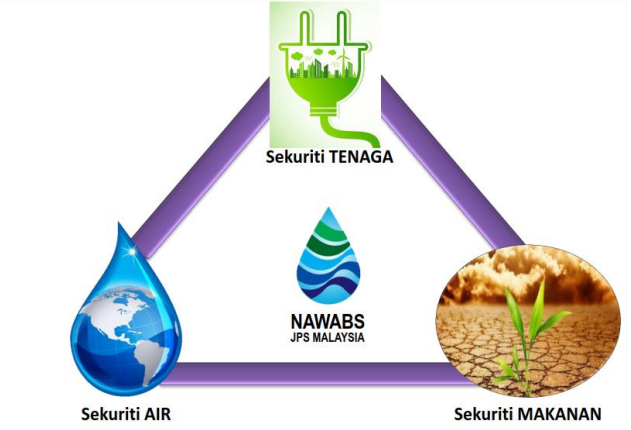 Sekuriti TENAGA
NAWABS
JPS MALAYSIA
Sekuriti AIR
Sekuriti MAKANAN